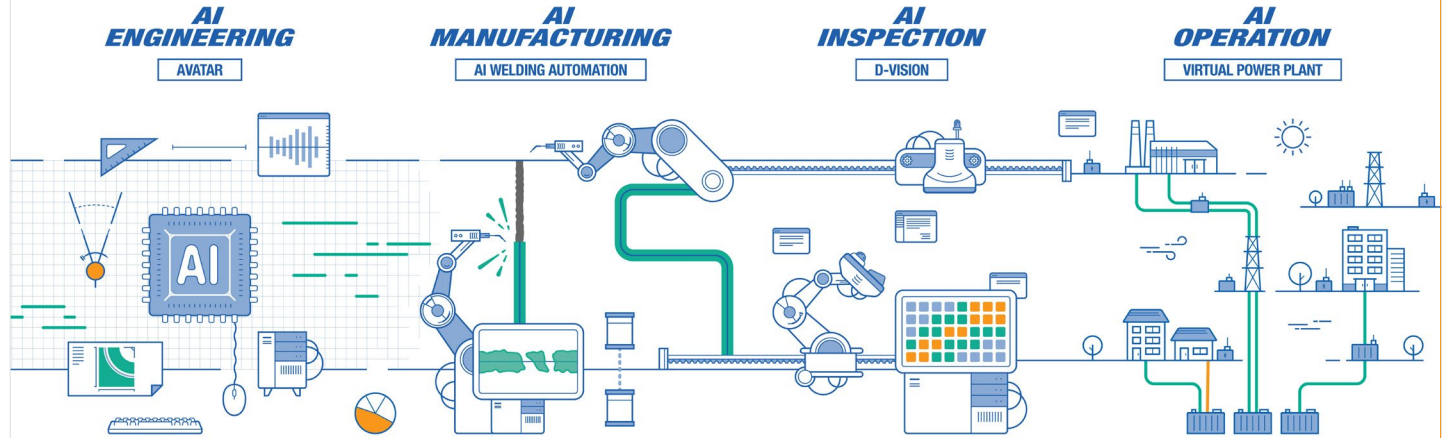 AI
ENGINEERING
AVATAR
AI
MANUFACTURING
AI WELDING AUTOMATION
AI
INSPECTION
D-VISION
AI
OPERATION
VIRTUAL POWER PLANT
AI